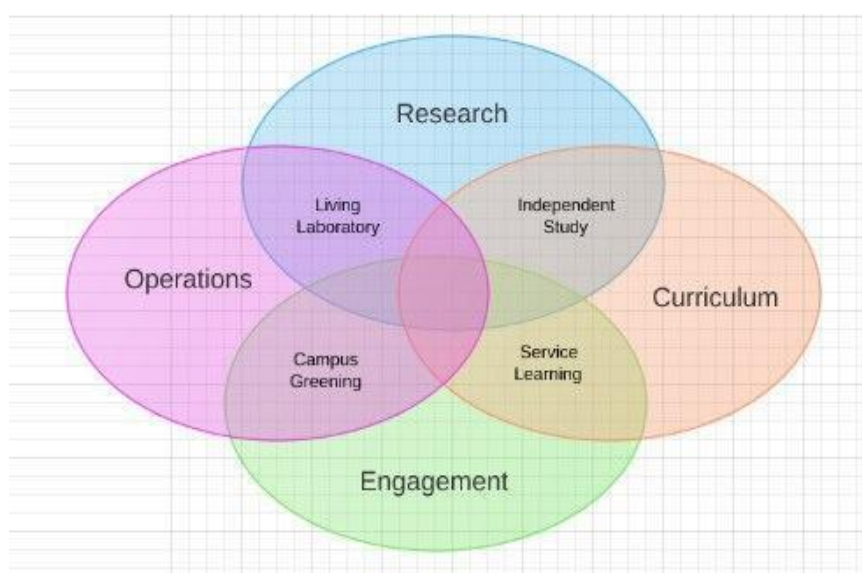 Research
Living
Laboratory
Independent
Study
Operations
Curriculum
Campus
Greening
Service
Learning
Engagement